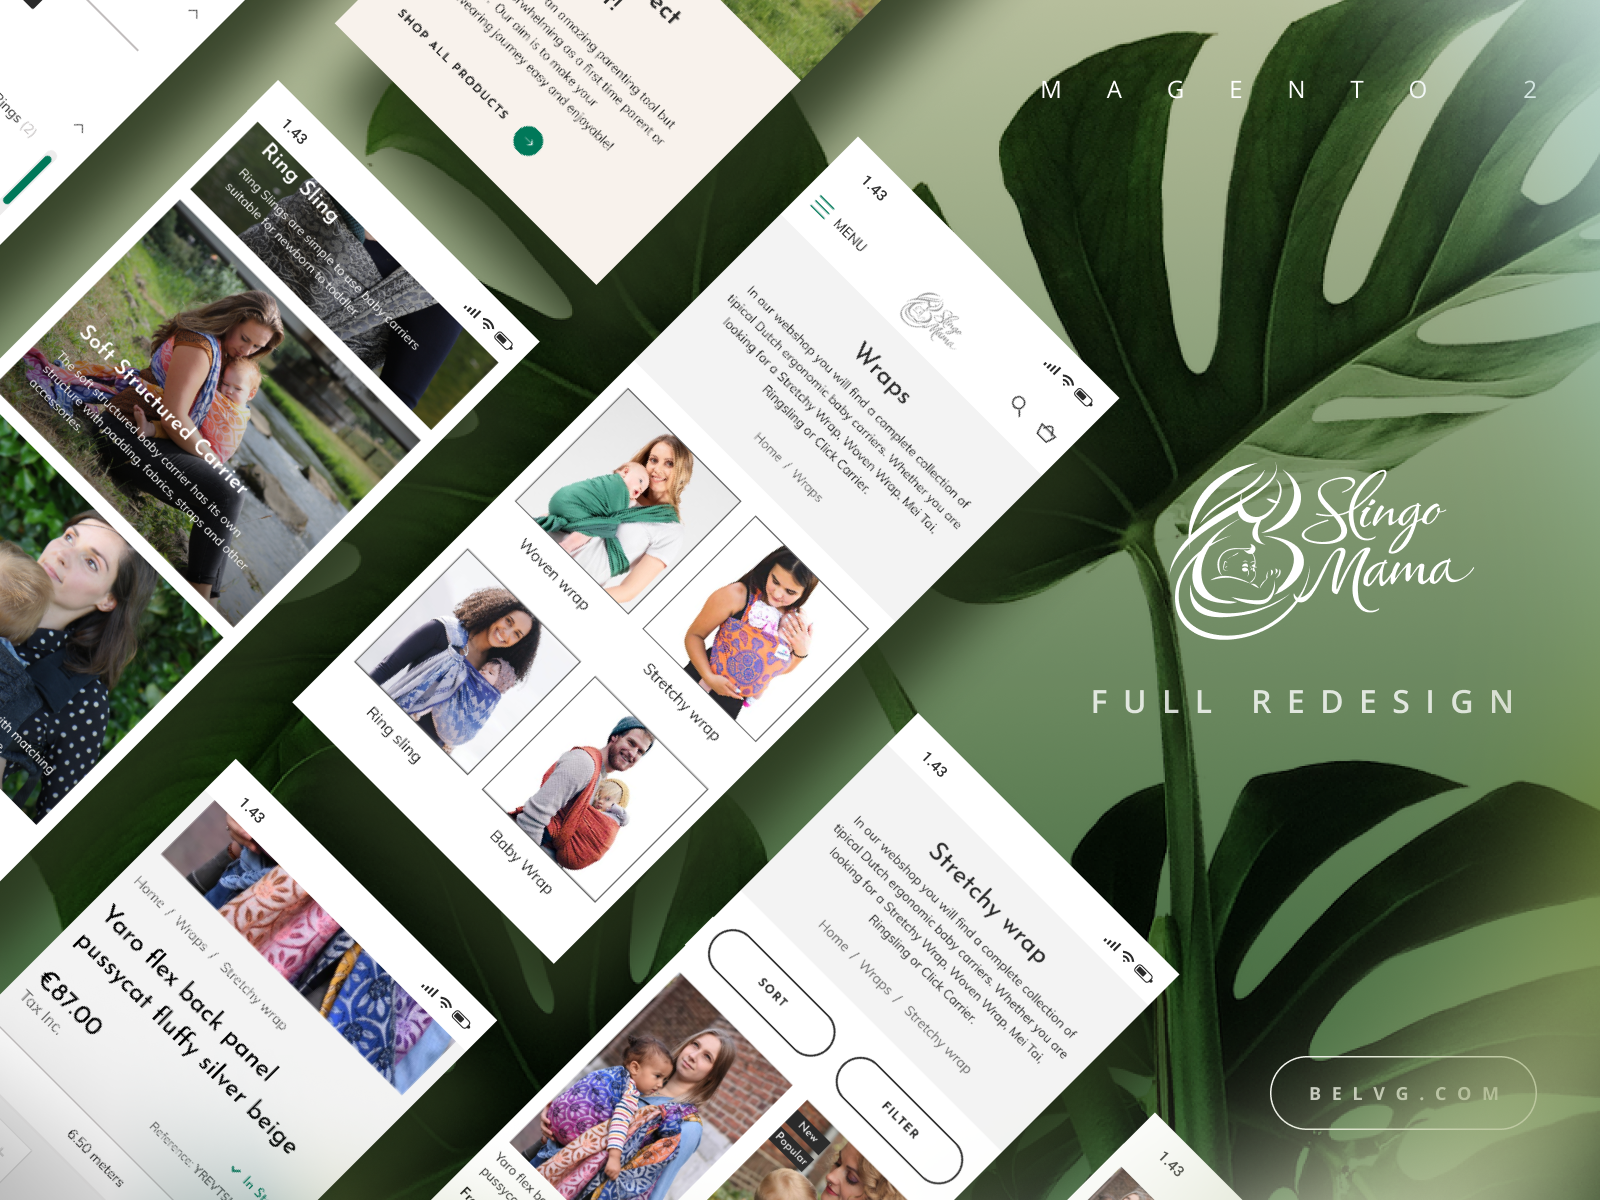 MAGENTO 2
Slingo
Mama
FULL REDESIGN
BELVG.COM
Rings (2)
an amazing parenting tool but
overwhelming as a first time parent or
Our aim is to make your
wearing journey easy and enjoyable!
SHOP ALL PRODUCTS
1.43
Ring Sling
Ring Slings are simple to use baby carriers
suitable for newborn to toddler
Soft Structured Carrier
The soft structured baby carrier has its own
structure with padding, fabrics, straps and other
accessories.
with matching
1.43
MENU
Slingo
Mama
Wraps
In our webshop you will find a complete collection of
tipical Dutch ergonomic baby carriers. Whether you are
looking for a Stretchy Wrap, Woven Wrap, Mei Tai,
Ringsling or Click Carrier.
Home / Wraps
Woven wrap
Stretchy wrap
Ring sling
Baby Wrap
1.43
Home / Wraps / Stretchy wrap
Yaro flex back panel
pussycat fluffy silver beige
€87.00
Tax Inc.
6.50 meters
Reference: YREVTS
In St
1.43
Stretchy wrap
In our webshop you will find a complete collection of
tipical Dutch ergonomic baby carriers. Whether you are
looking for a Stretchy Wrap, Woven Wrap, Mei Tai,
Ringsling or Click Carrier.
Home / Wraps / Stretchy wrap
SORT
FILTER
New
Popular
Yaro flex b
pussyc
1.43